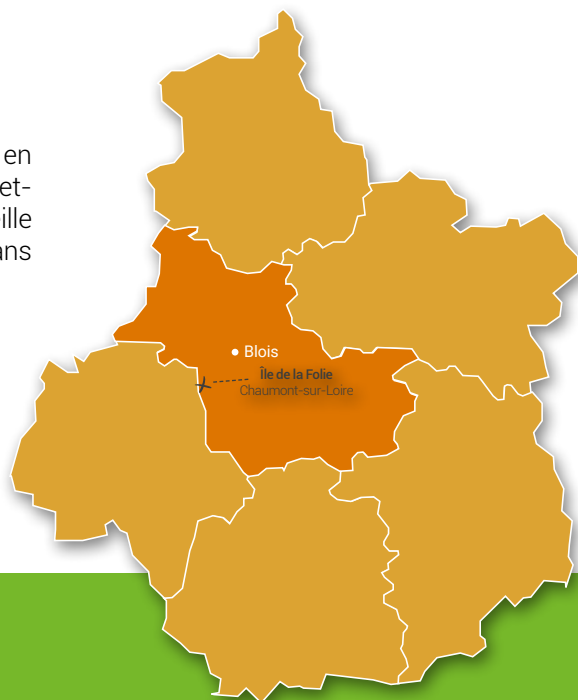 en
et-
ille
ans
Blois
Île de la Folie
Chaumont-sur-Loire